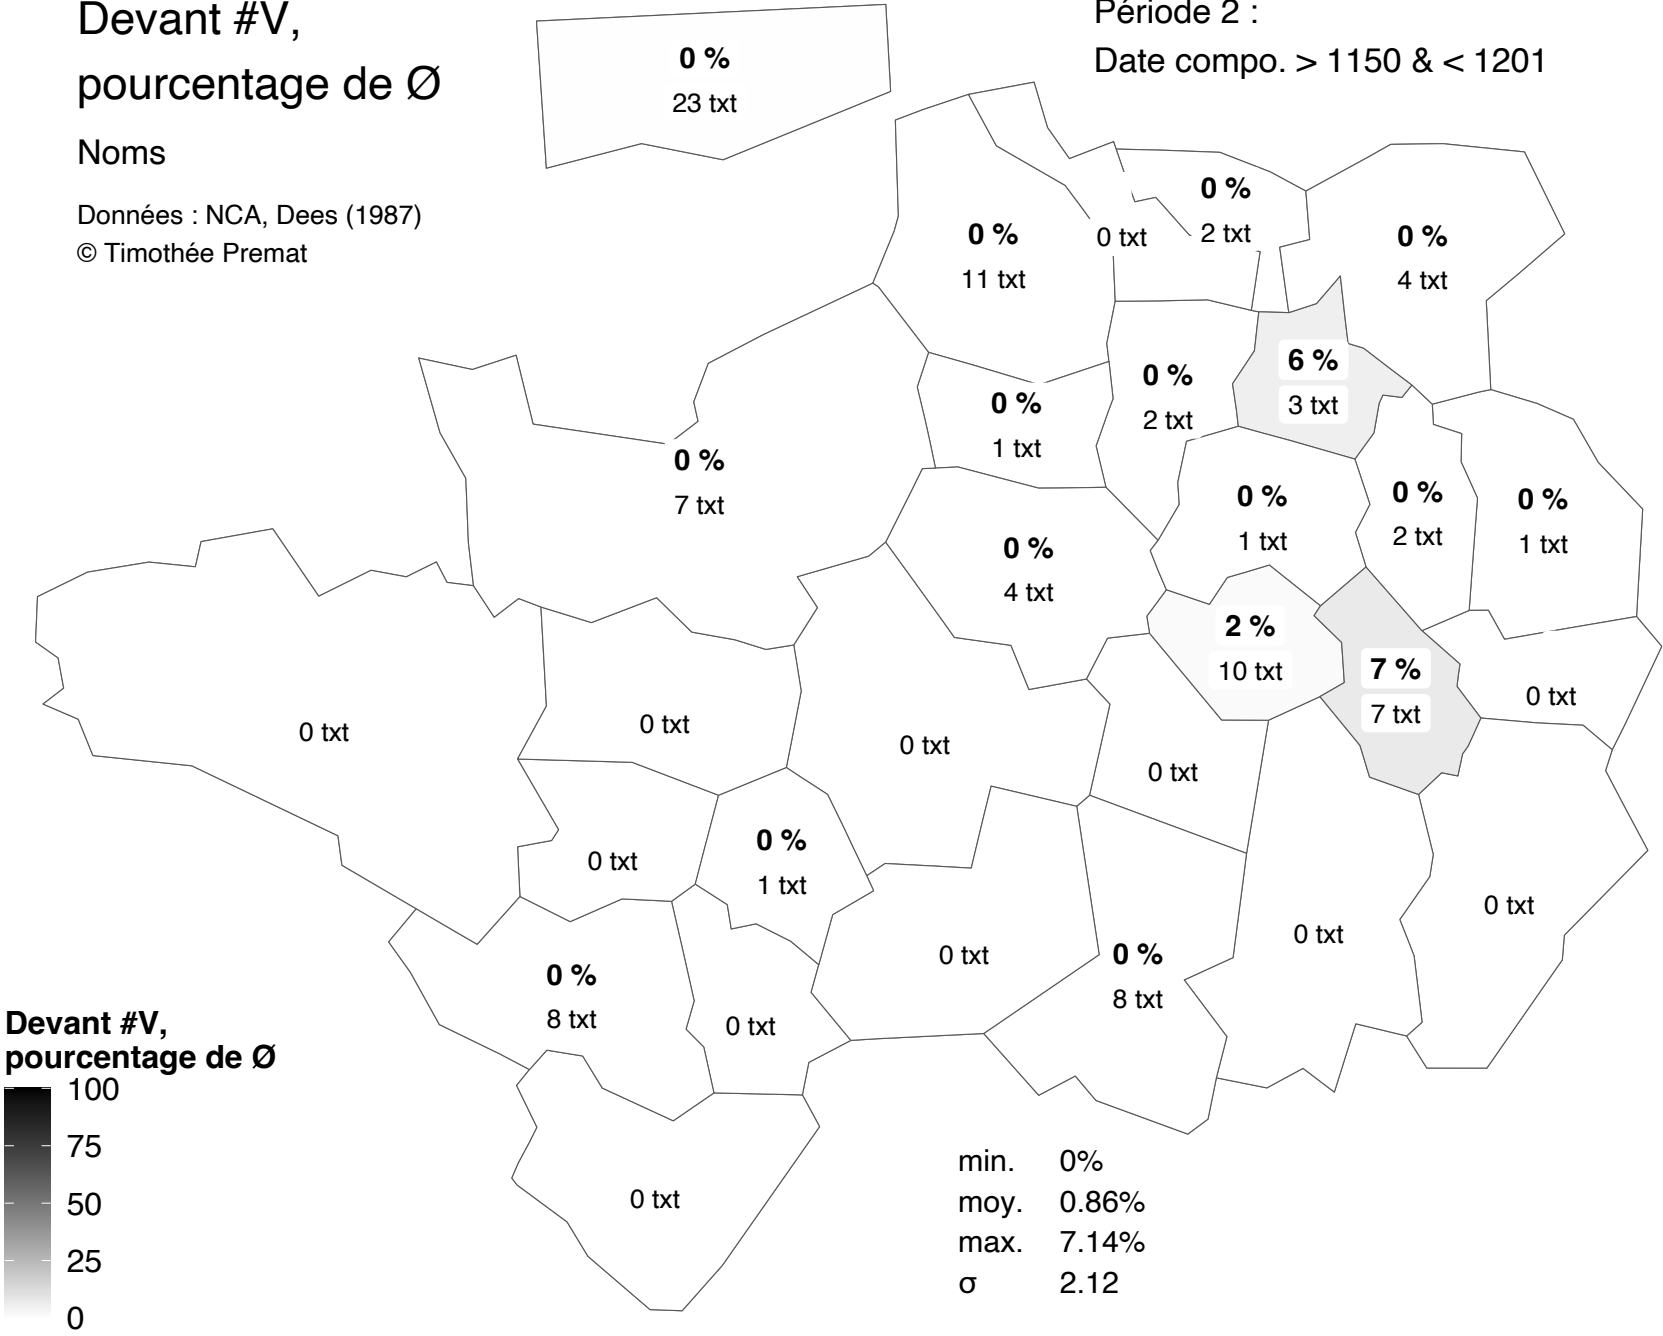 Devant #V,
pourcentage de Ø
Noms
Données : NCA, Dees (1987)
© Timothée Premat
Période 2 :
Date compo. > 1150 & < 1201
0 %
23 txt
0 %
2 txt
0 %
11 txt
0 txt
0 %
4 txt
6 %
3 txt
0 %
2 txt
0 %
1 txt
0 %
7 txt
0 %
1 txt
0 %
2 txt
0 %
1 txt
0 %
4 txt
2 %
10 txt
7 %
7 txt
0 txt
0 txt
0 txt
0 txt
0 txt
0 %
1 txt
0 txt
0 txt
0 txt
0 txt
0 %
8 txt
0 %
8 txt
0 txt
0 txt
Devant #V,
pourcentage de Ø
100
75
50
25
0
min. 0%
moy. 0.86%
max. 7.14%
σ 2.12